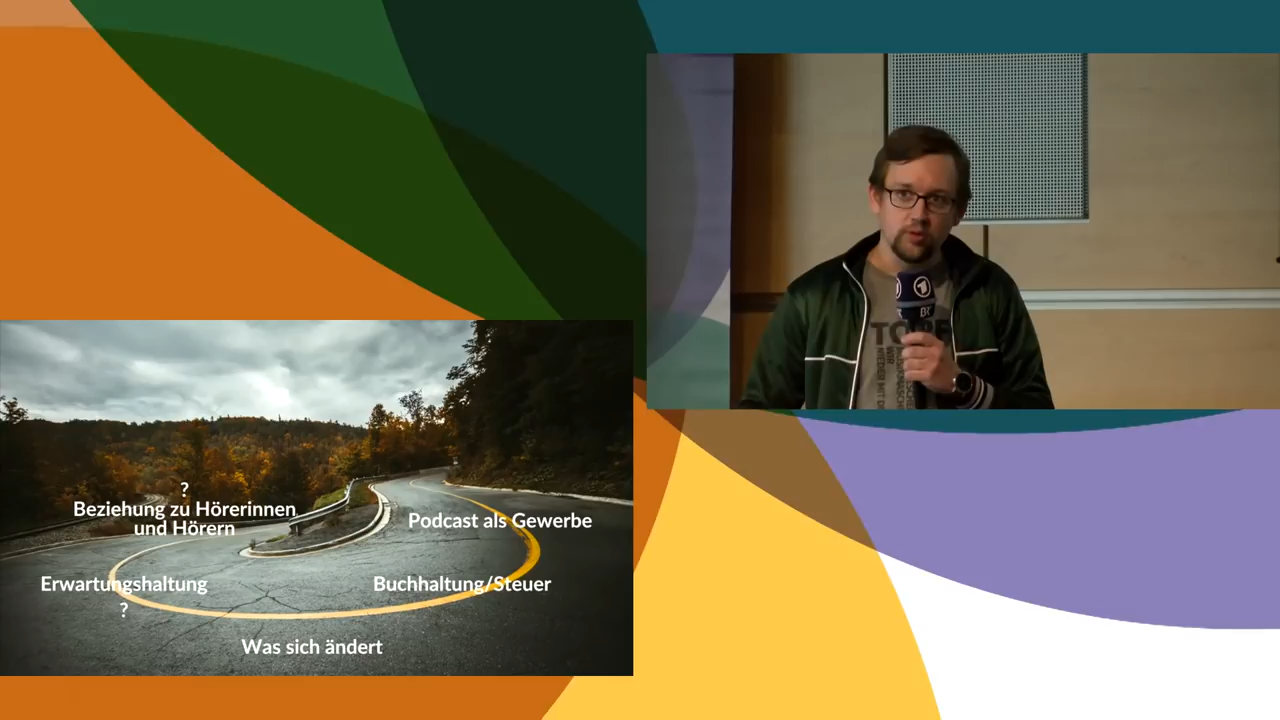 ?
Beziehung zu Hörerinnen
und Hörern
Podcast als Gewerbe
Erwartungshaltung
?
Buchhaltung/Steuer
Was sich ändert